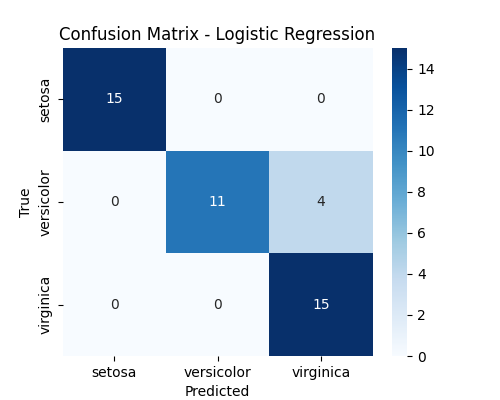 Confusion Matrix - Logistic Regression
setosa
15 0 0
14
12
10
True
versicolor
0 11 4
8
6
4
virginica
0 0 15
2
0
setosa versicolor virginica
Predicted